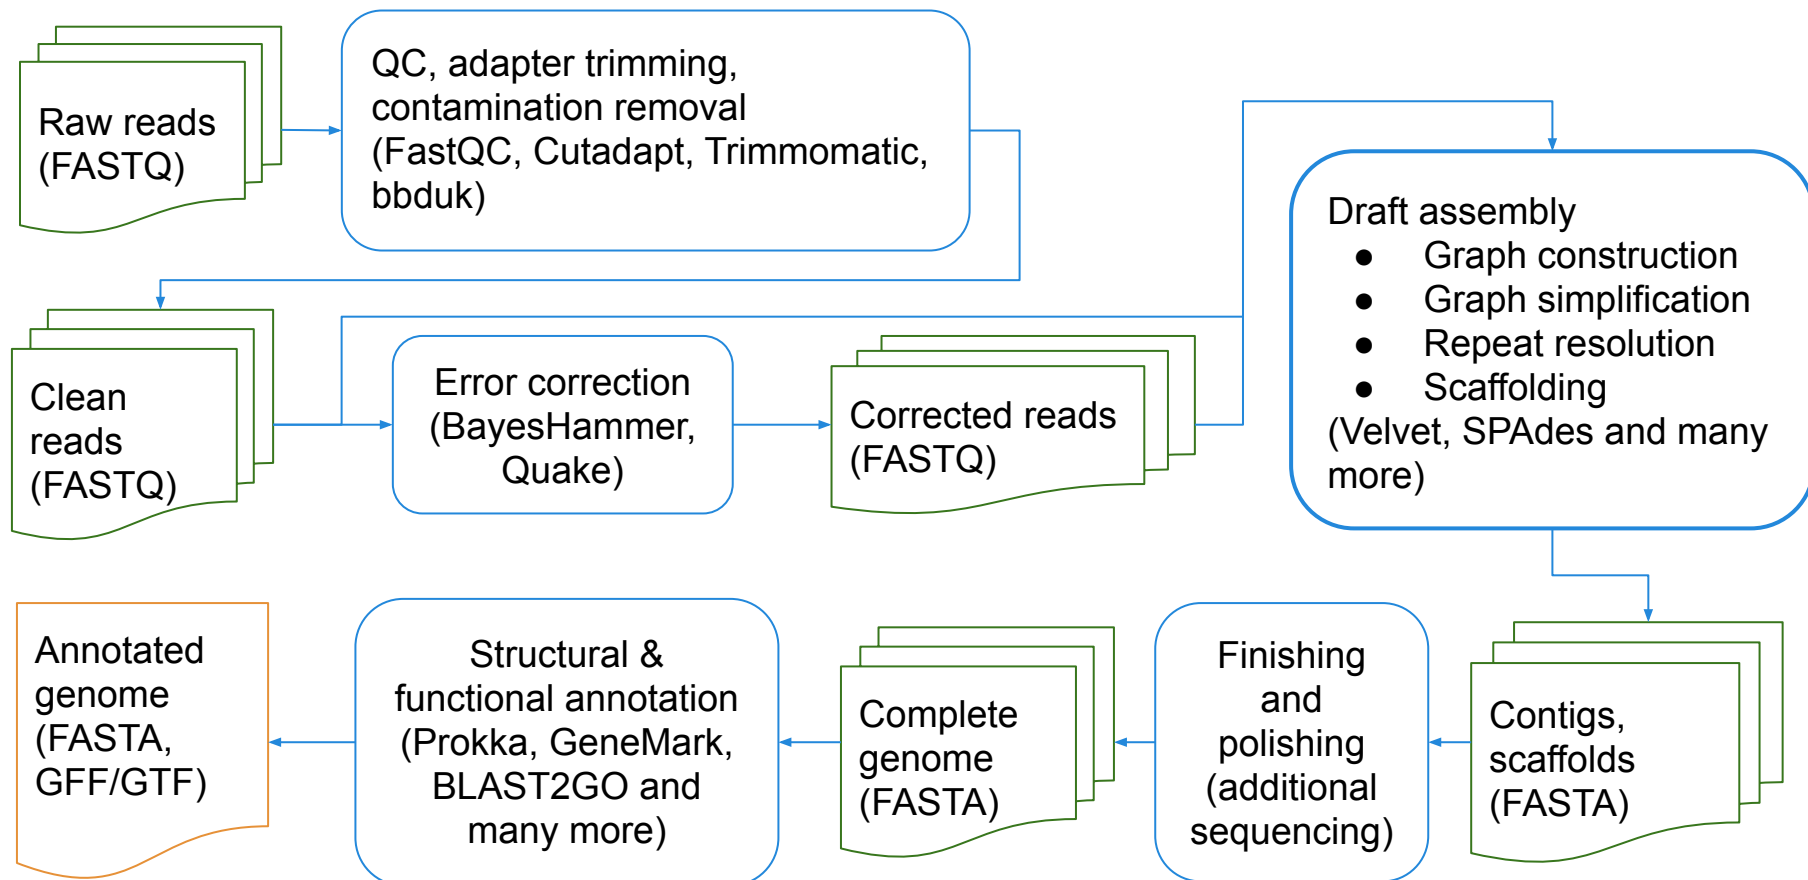 Raw reads
(FASTQ)
QC, adapter trimming,
contamination removal
(FastQC, Cutadapt, Trimmomatic,
bbduk)
Draft assembly
● Graph construction
● Graph simplification
● Repeat resolution
● Scaffolding
(Velvet, SPAdes and many
more)
Clean
reads
(FASTQ)
Error correction
(BayesHammer,
Quake)
Corrected reads
(FASTQ)
Annotated
genome
(FASTA,
GFF/GTF)
Structural &
functional annotation
(Prokka, GeneMark,
BLAST2GO and
many more)
Complete
genome
(FASTA)
Finishing
and
polishing
(additional
sequencing)
Contigs,
scaffolds
(FASTA)